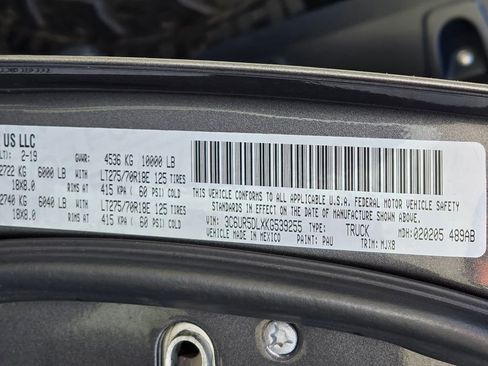 US LLC
LTI: 2-19 GVWR: 4536 KG 10000 LB
2722 KG 6000 LB WITH LT275/70R18E 125 TIRES
18X8.0 RIMS AT 415 KPA ( 60 PSI) COLD
2740 KG 6040 LB WITH LT275/70R18E 125 TIRES
18X8.0 RIMS AT 415 KPA ( 60 PSI) COLD
THIS VEHICLE CONFORMS TO ALL APPLICABLE
U.S.A. FEDERAL MOTOR VEHICLE SAFETY
STANDARDS IN EFFECT ON THE DATE OF
MANUFACTURE SHOWN ABOVE.
VIN: 3C6UR5DLXKG539255 TRUCK
MADE IN MEXICO PAINT: PAU MDH: 020205 489AB
TRIM: MJX8